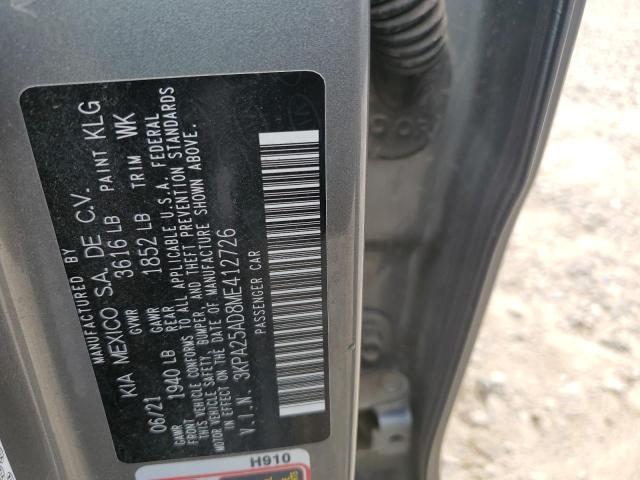 MANUFACTURED BY
KIA MEXICO S.A. DE C.V.
06/21 GVWR 3616 LB PAINT KLG
GAWR 1940 LB GAWR REAR 1852 LB TRIM WK
THIS VEHICLE CONFORMS TO ALL APPLICABLE U.S.A. FEDERAL
MOTOR VEHICLE SAFETY, BUMPER, AND THEFT PREVENTION STANDARDS
IN EFFECT ON THE DATE OF MANUFACTURE SHOWN ABOVE.
V.I.N: 3KPA25AD8ME412726
PASSENGER CAR
H910